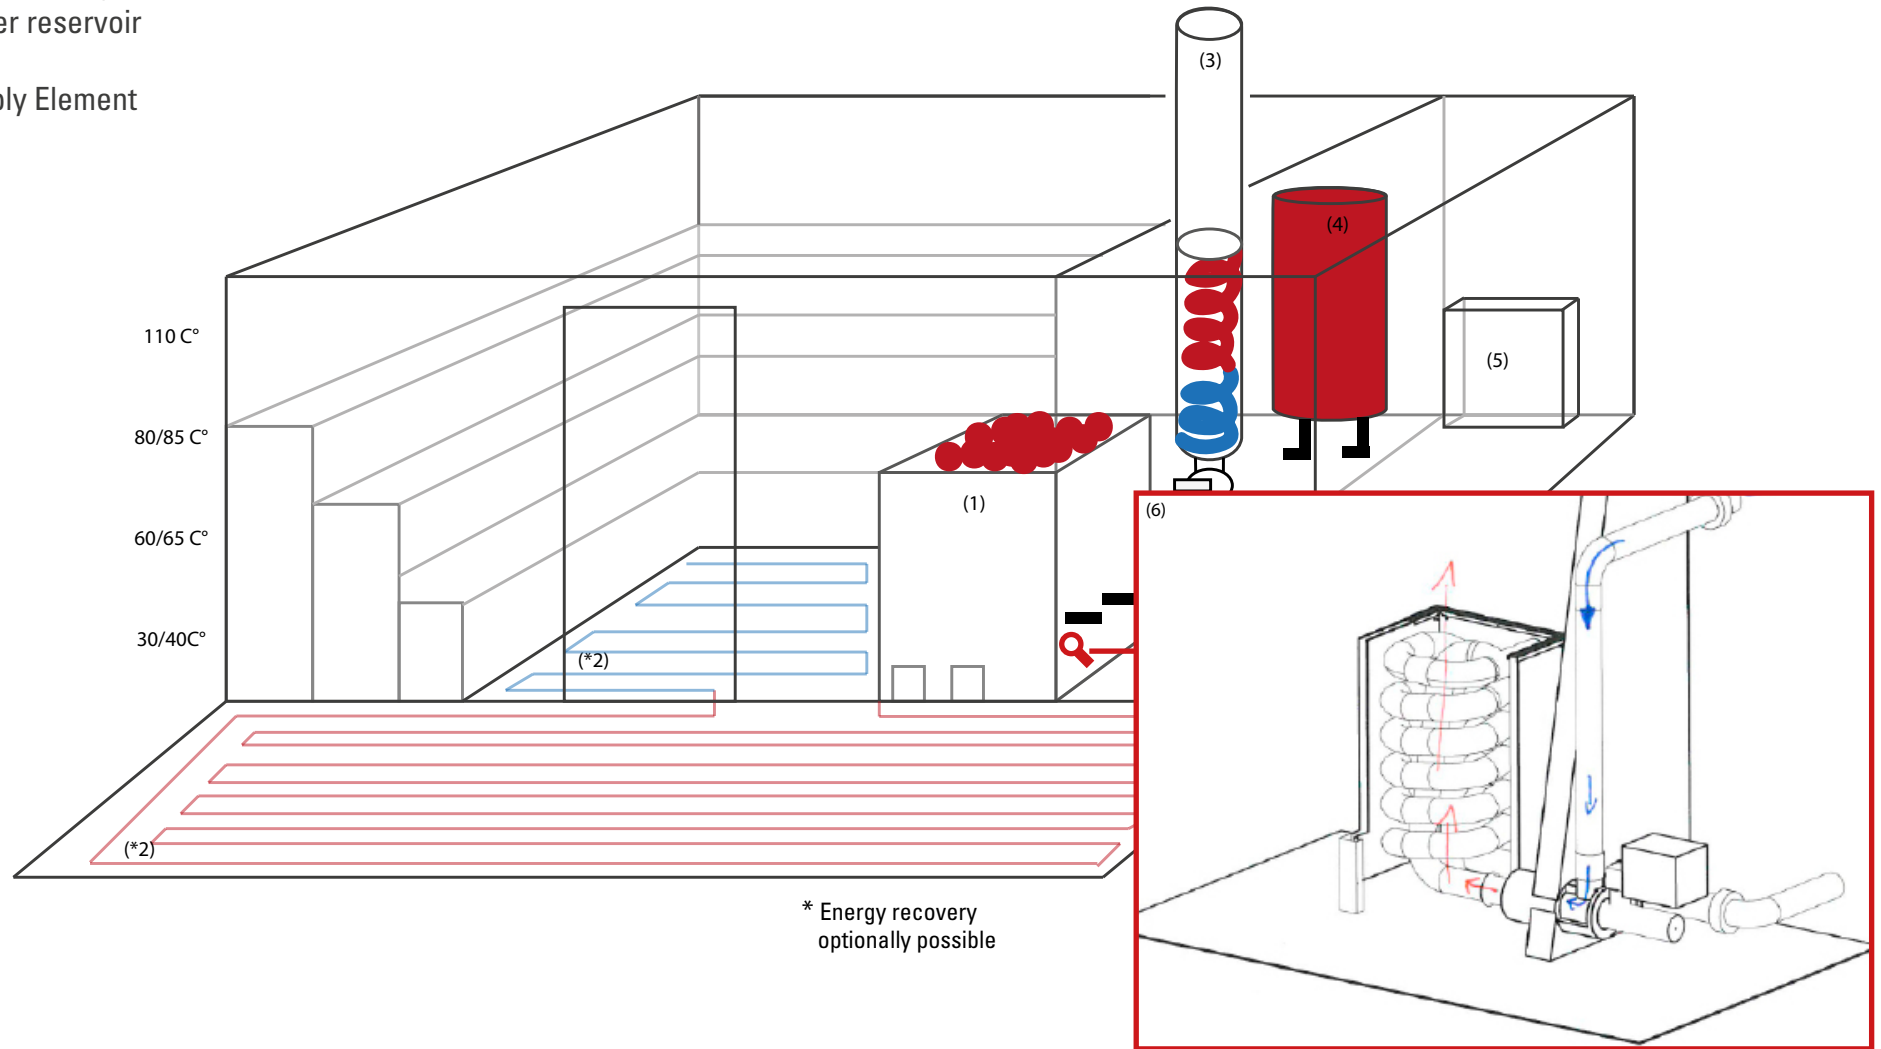 er reservoir
ly Element
(3)
(4)
110 C°
(5)
80/85 C°
(1)
(6)
60/65 C°
30/40C°
(*2)
(*2)
* Energy recovery
optionally possible